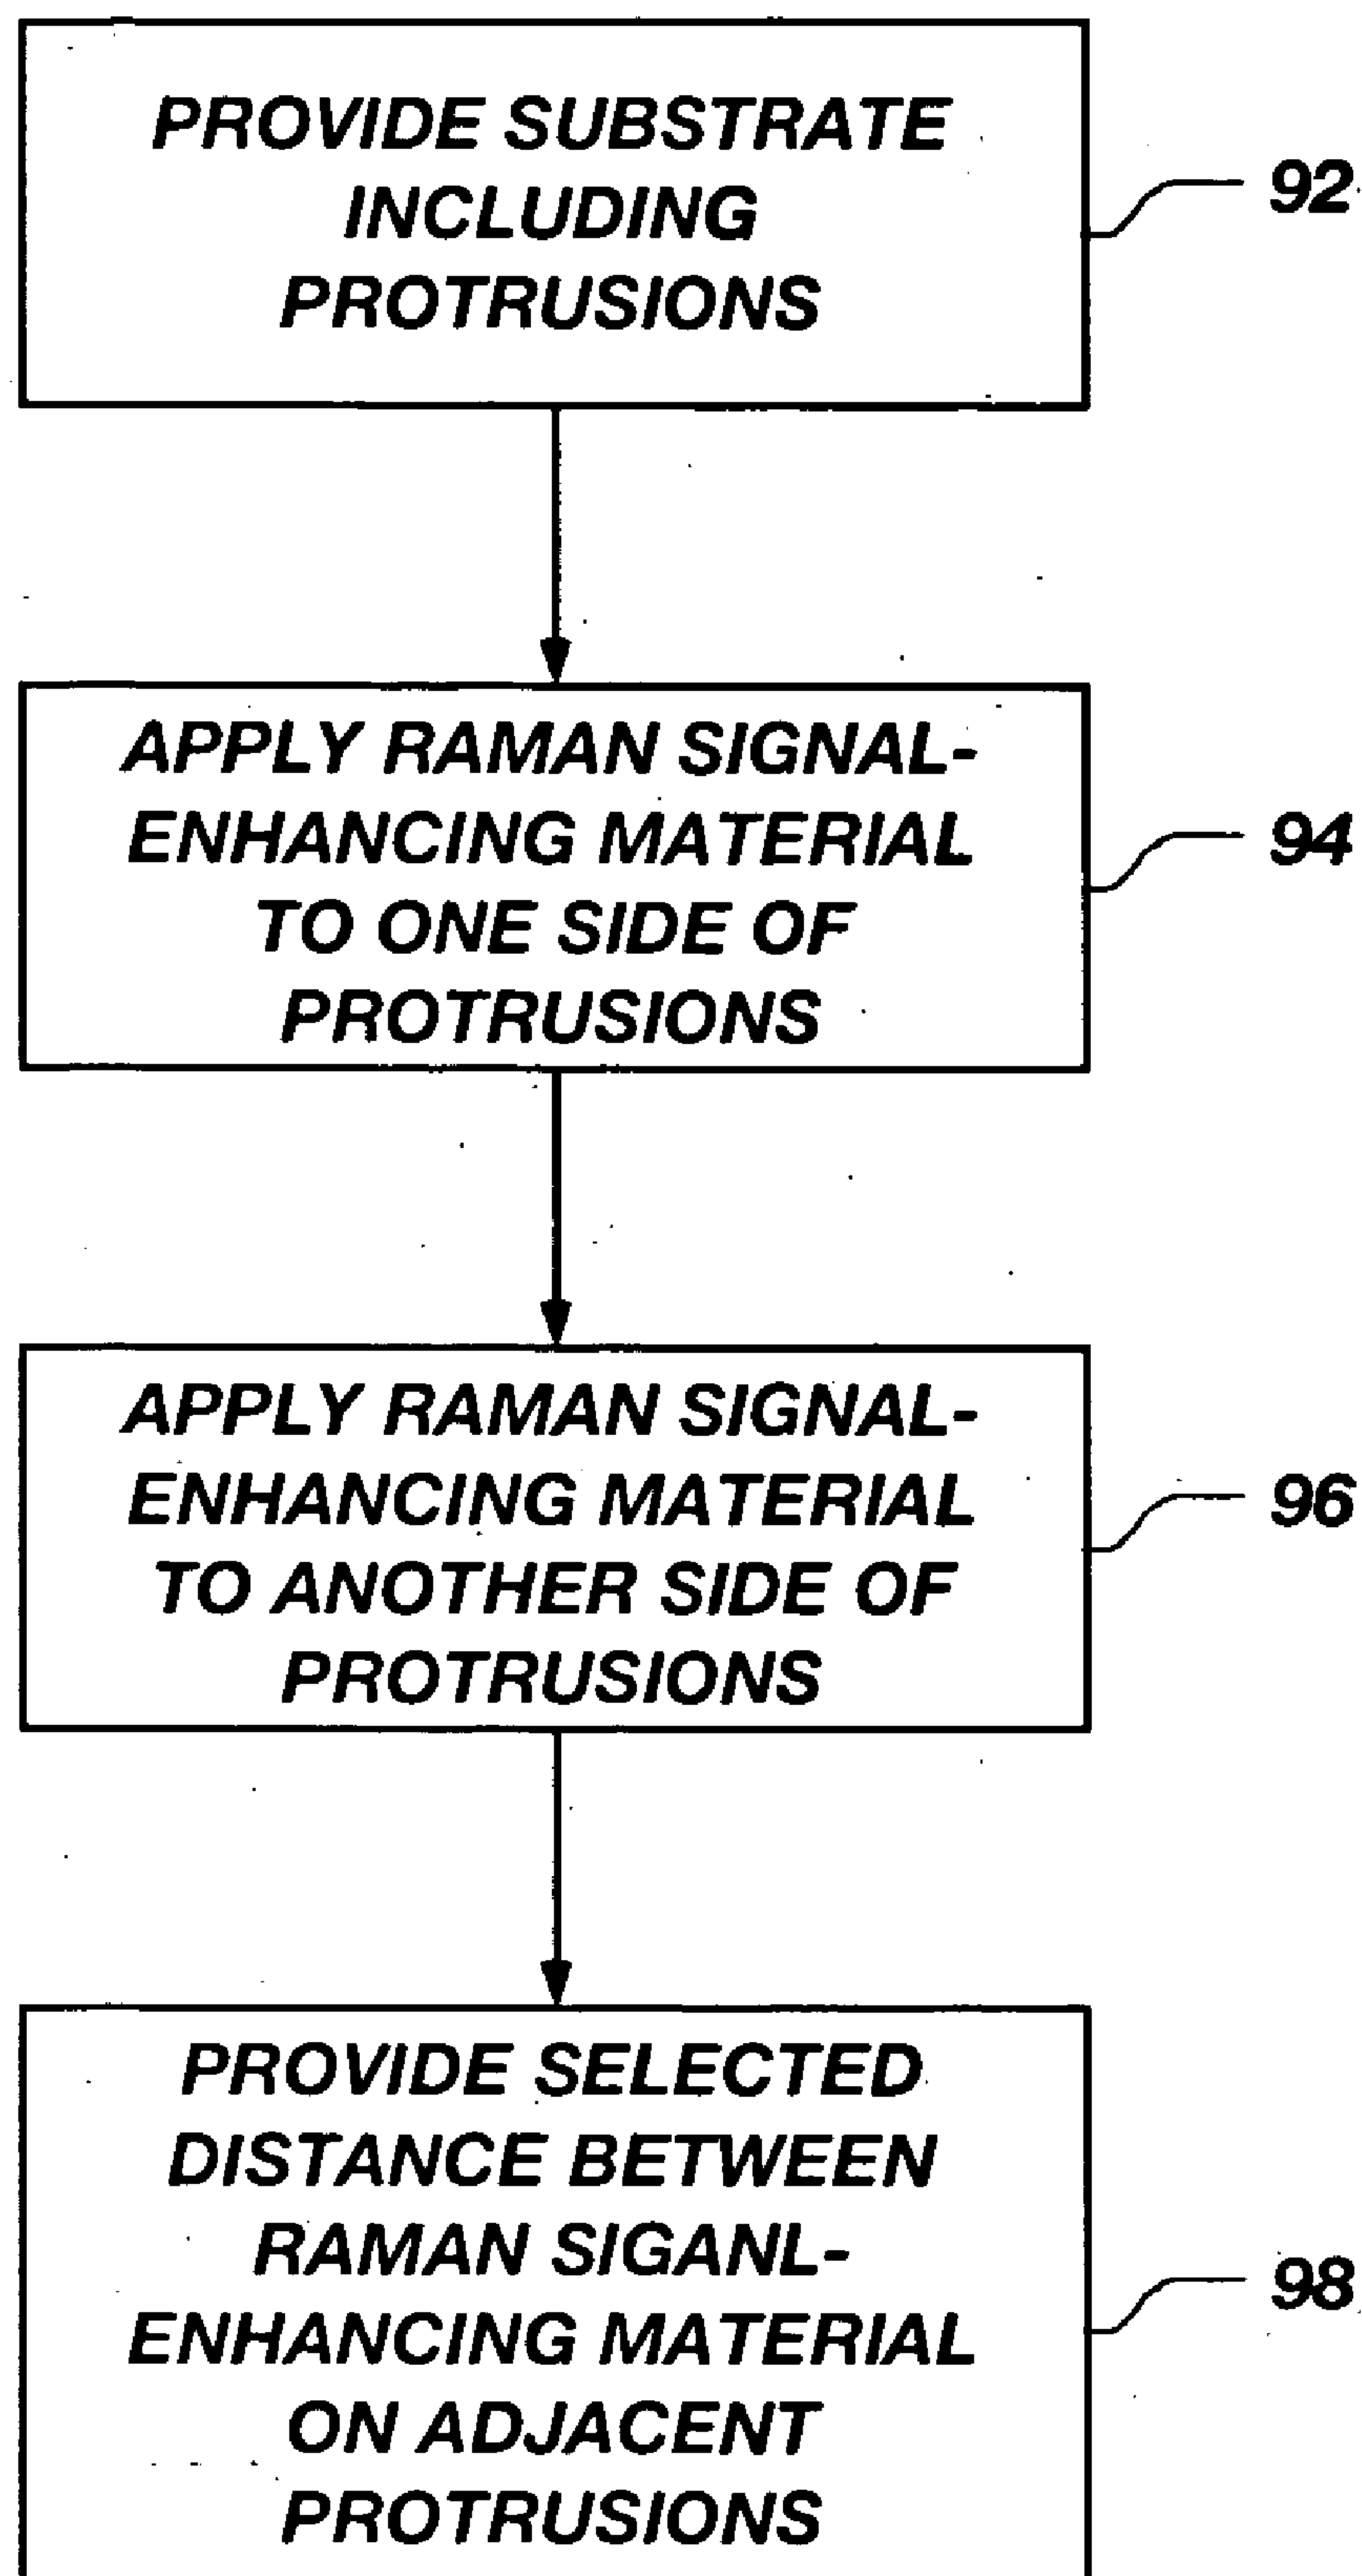 PROVIDE SUBSTRATE
INCLUDING
PROTRUSIONS
92
APPLY RAMAN SIGNAL-
ENHANCING MATERIAL
TO ONE SIDE OF
PROTRUSIONS
94
APPLY RAMAN SIGNAL-
ENHANCING MATERIAL
TO ANOTHER SIDE OF
PROTRUSIONS
96
PROVIDE SELECTED
DISTANCE BETWEEN
RAMAN SIGANL-
ENHANCING MATERIAL
ON ADJACENT
PROTRUSIONS
98